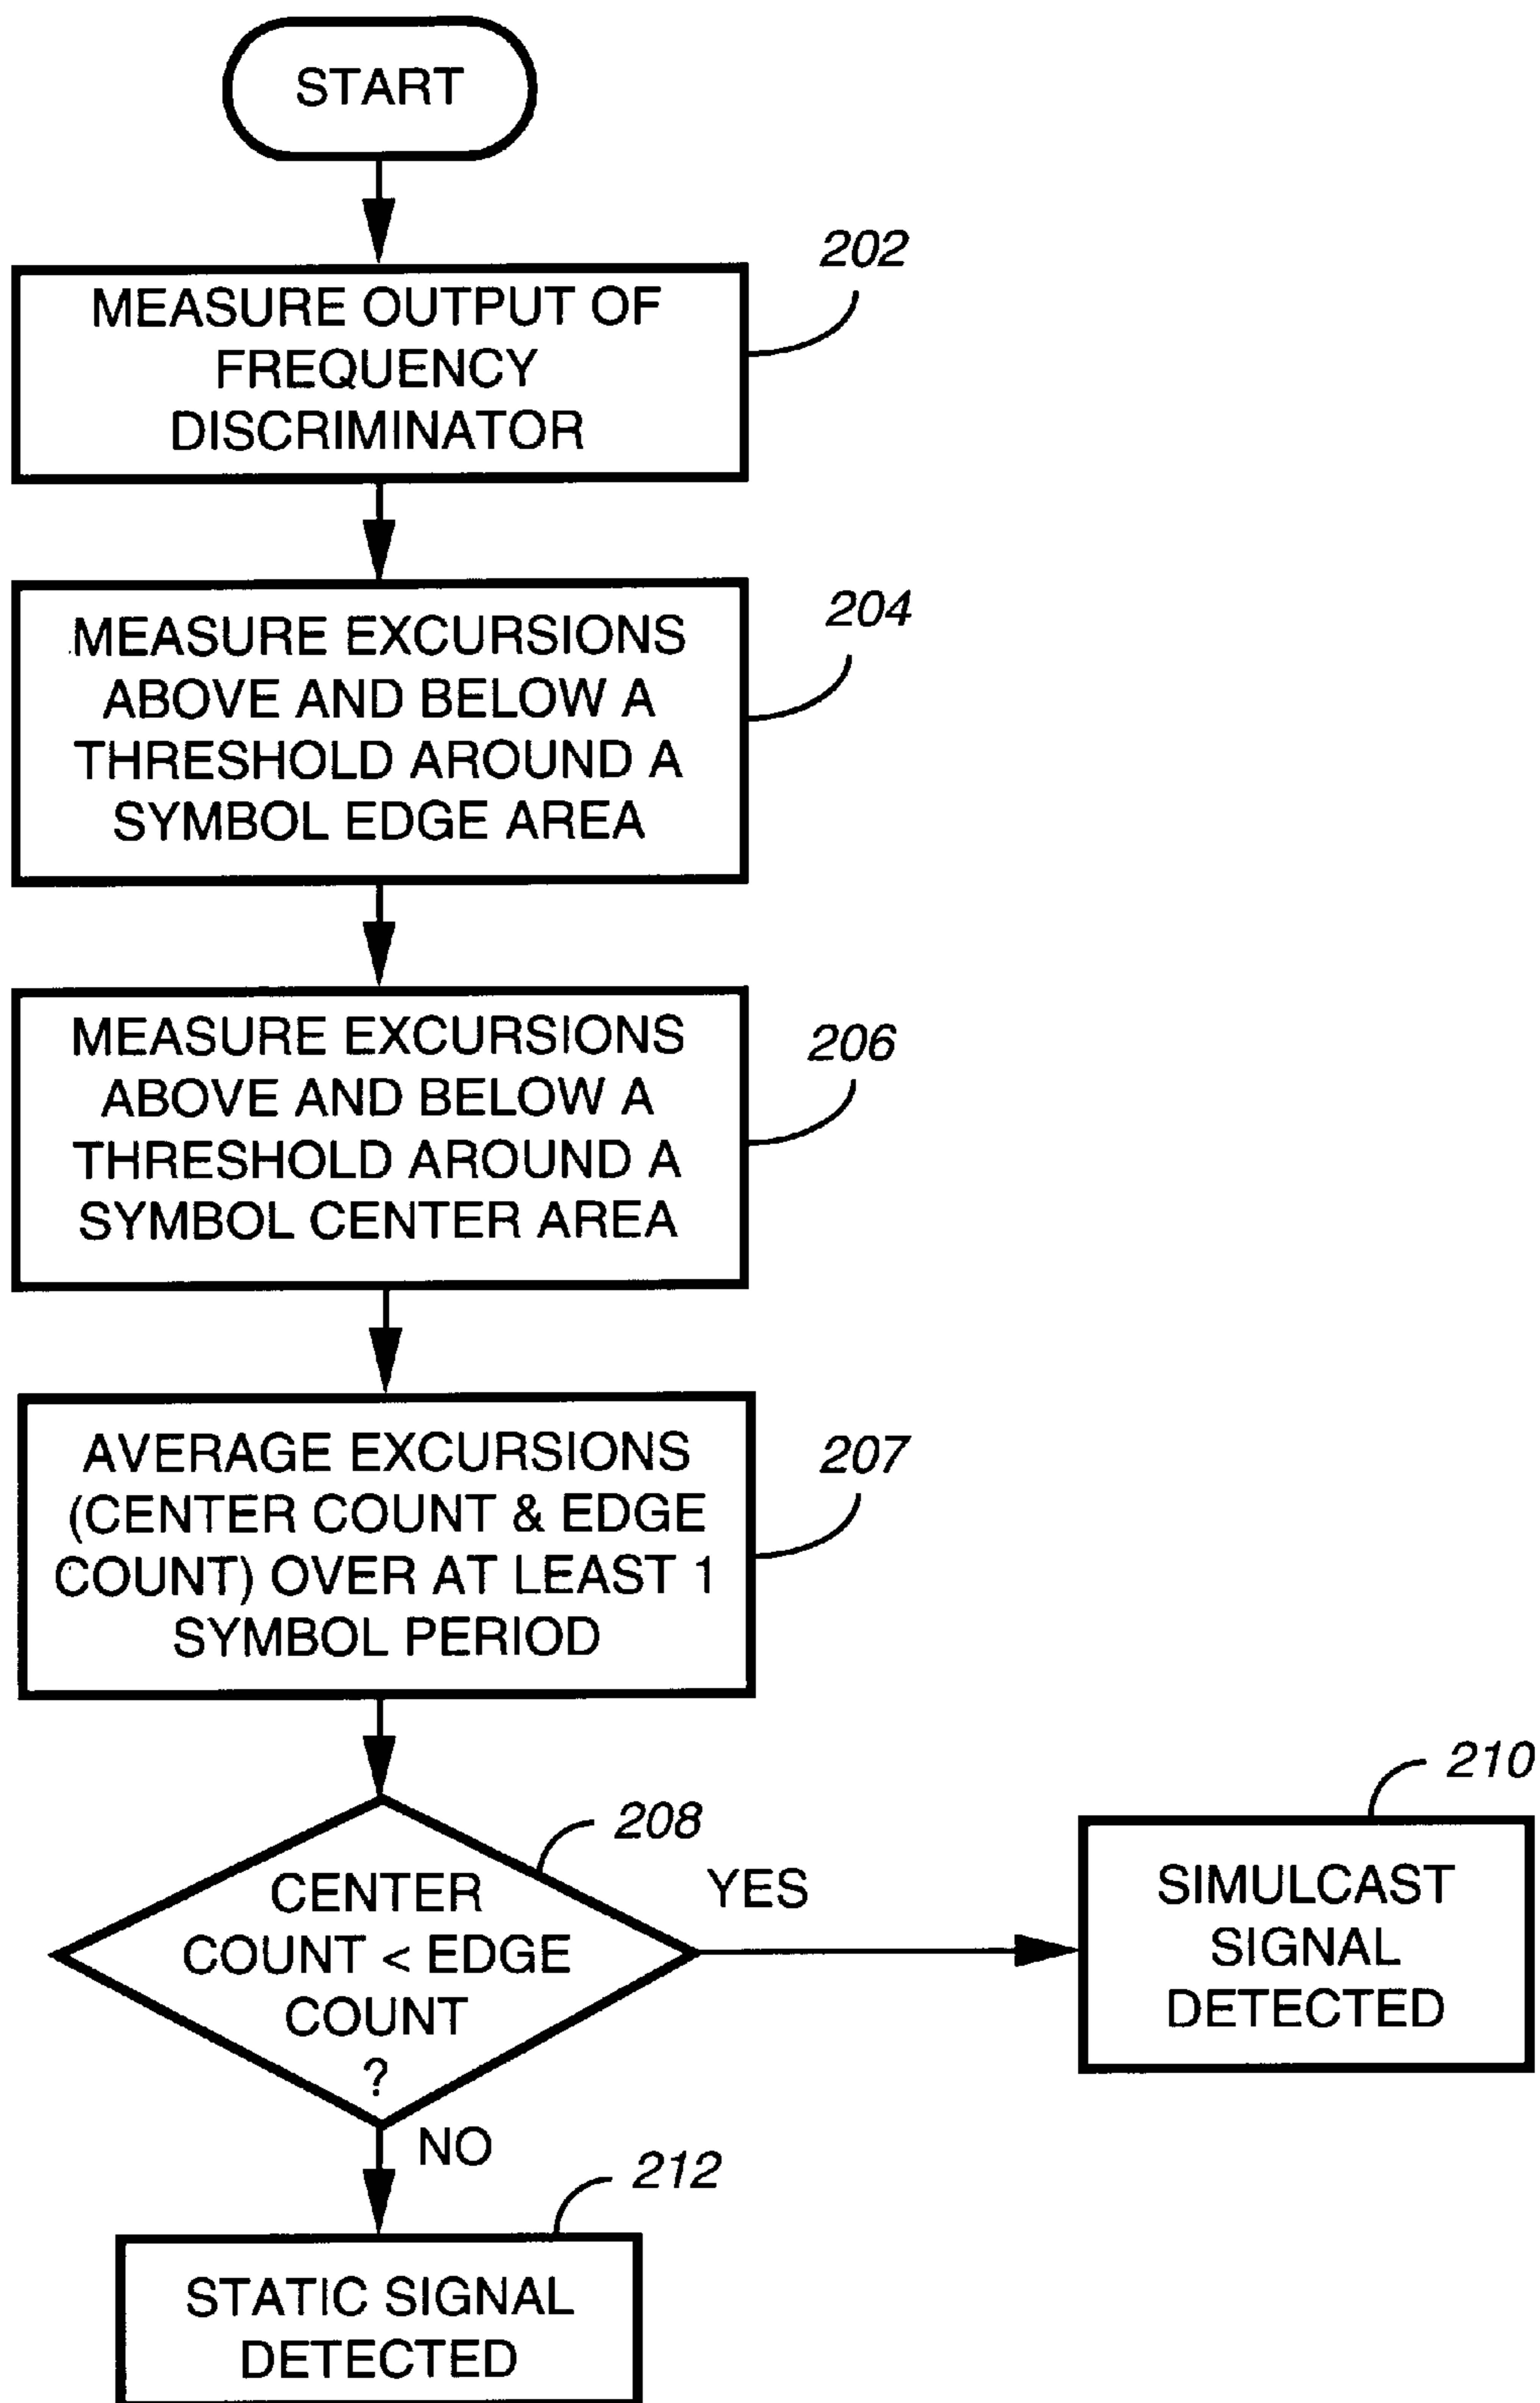 START
202
MEASURE OUTPUT OF
FREQUENCY
DISCRIMINATOR
204
MEASURE EXCURSIONS
ABOVE AND BELOW A
THRESHOLD AROUND A
SYMBOL EDGE AREA
206
MEASURE EXCURSIONS
ABOVE AND BELOW A
THRESHOLD AROUND A
SYMBOL CENTER AREA
207
AVERAGE EXCURSIONS
(CENTER COUNT & EDGE
COUNT) OVER AT LEAST 1
SYMBOL PERIOD
208
CENTER
COUNT < EDGE
COUNT
?
YES
210
SIMULCAST
SIGNAL
DETECTED
NO
212
STATIC SIGNAL
DETECTED